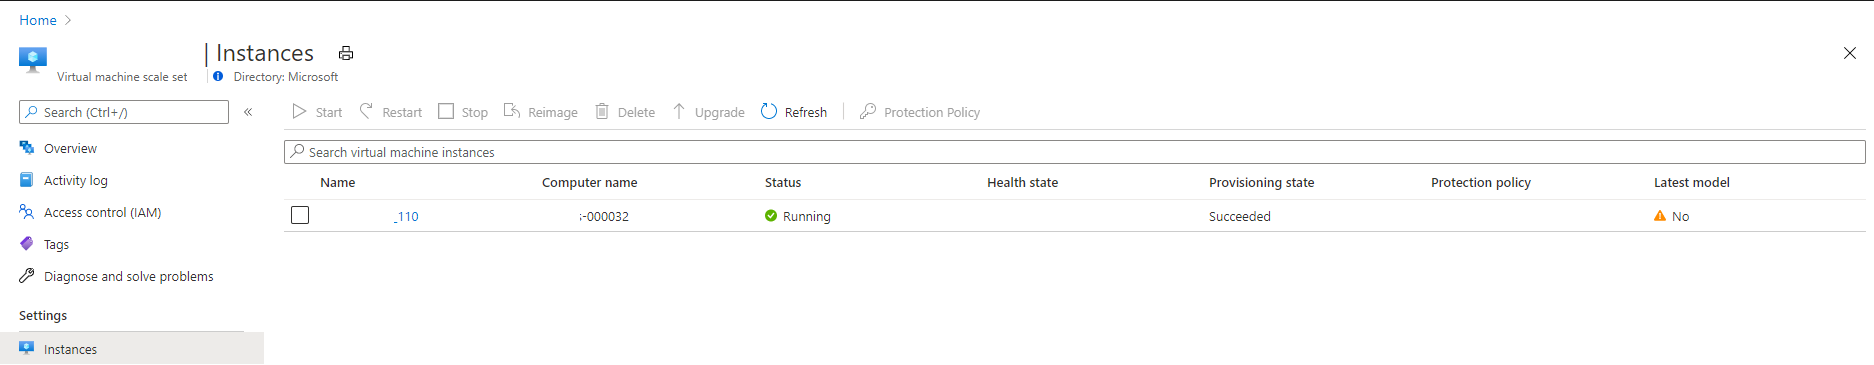 Home
Instances
Virtual machine scale set
Directory: Microsoft
Search (Ctrl+/)
Start Restart Stop Reimage Delete Upgrade Refresh Protection Policy
Search virtual machine instances
Overview
Activity log
Access control (IAM)
Tags
Diagnose and solve problems
Settings
Instances
Name Computer name Status Health state Provisioning state Protection policy Latest model
_110 -000032 Running Succeeded No